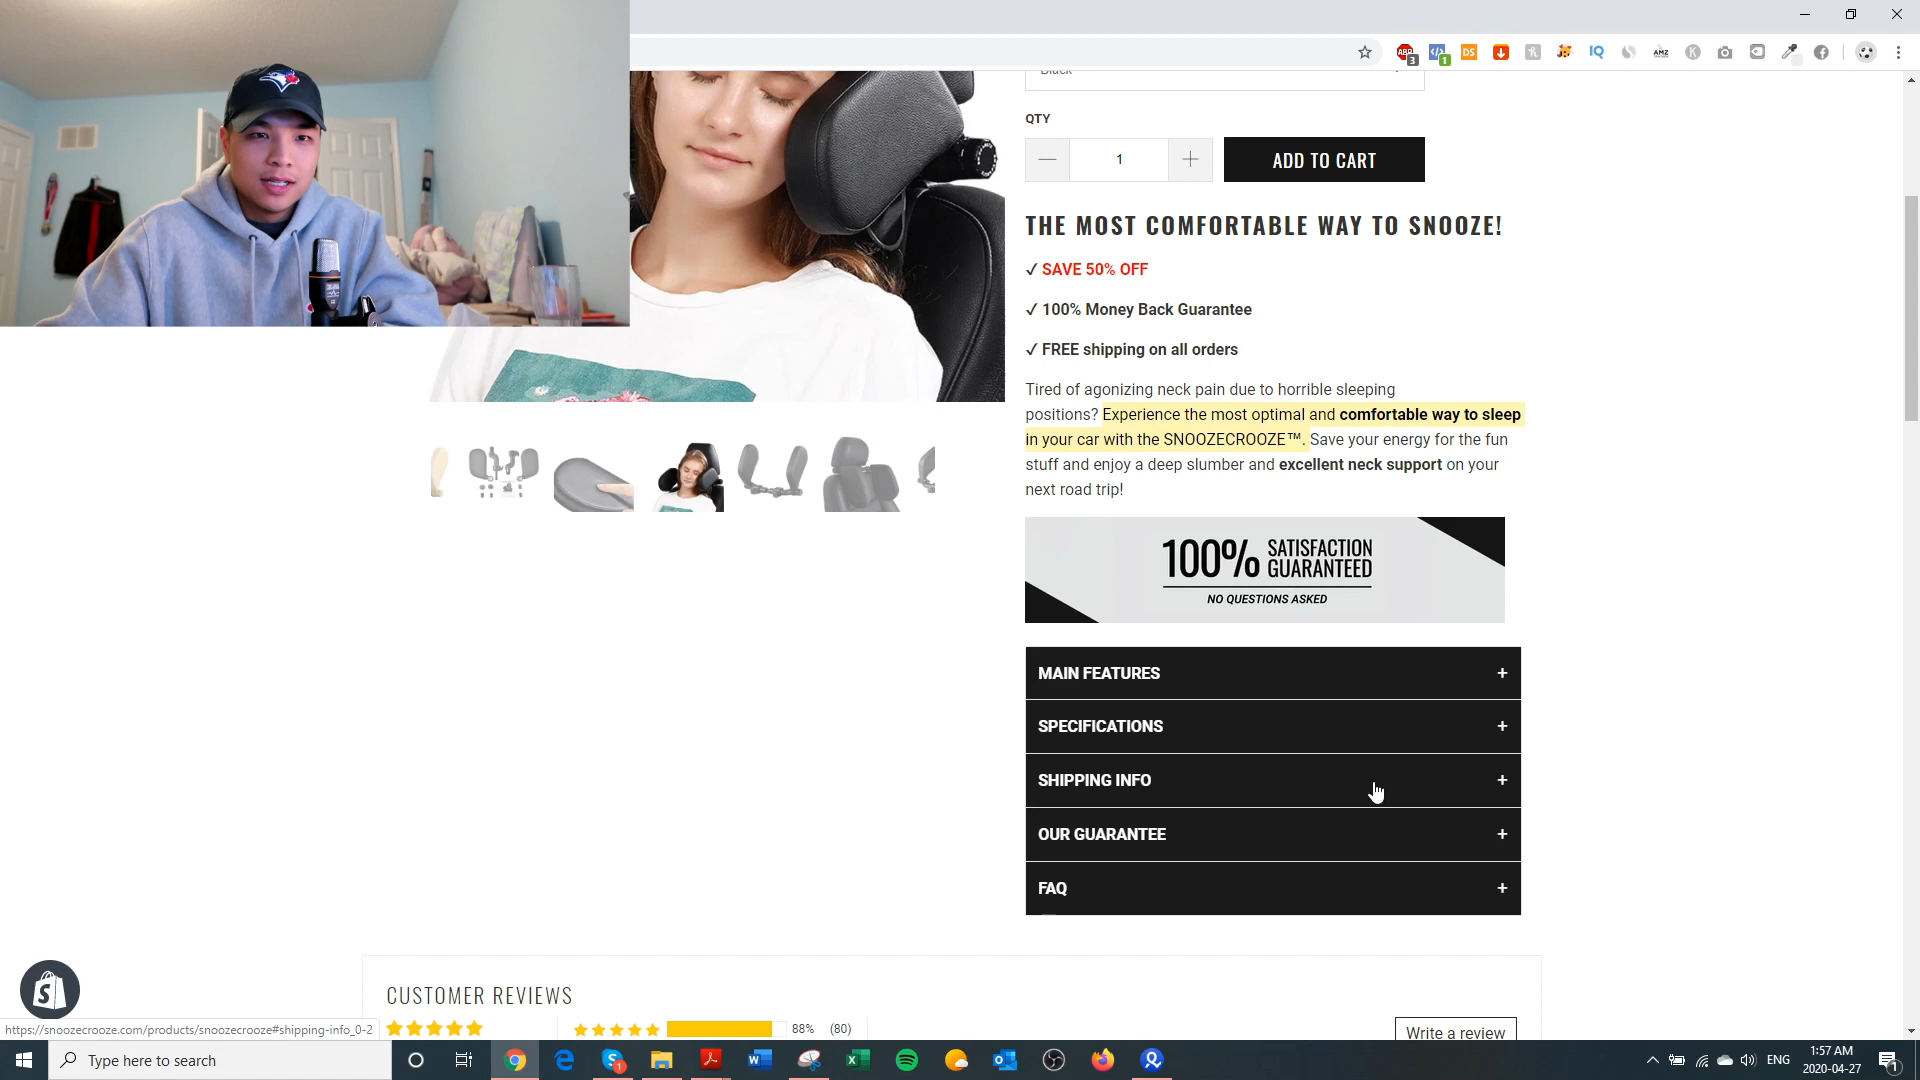 3
1
DS
IQ
AMZ
K
QTY
1
ADD TO CART
THE MOST COMFORTABLE WAY TO SNOOZE!
✓ SAVE 50% OFF
✓ 100% Money Back Guarantee
✓ FREE shipping on all orders
Tired of agonizing neck pain due to horrible sleeping
positions? Experience the most optimal and comfortable way to sleep
in your car with the SNOOZECROOZE™. Save your energy for the fun
stuff and enjoy a deep slumber and excellent neck support on your
next road trip!
100% SATISFACTION
GUARANTEED
NO QUESTIONS ASKED
MAIN FEATURES +
SPECIFICATIONS +
SHIPPING INFO +
OUR GUARANTEE +
FAQ +
CUSTOMER REVIEWS
88% (80)
Write a review
https://snoozecrooze.com/products/snoozecrooze#shipping-info_0-2
Type here to search
ENG
1:57 AM
2020-04-27